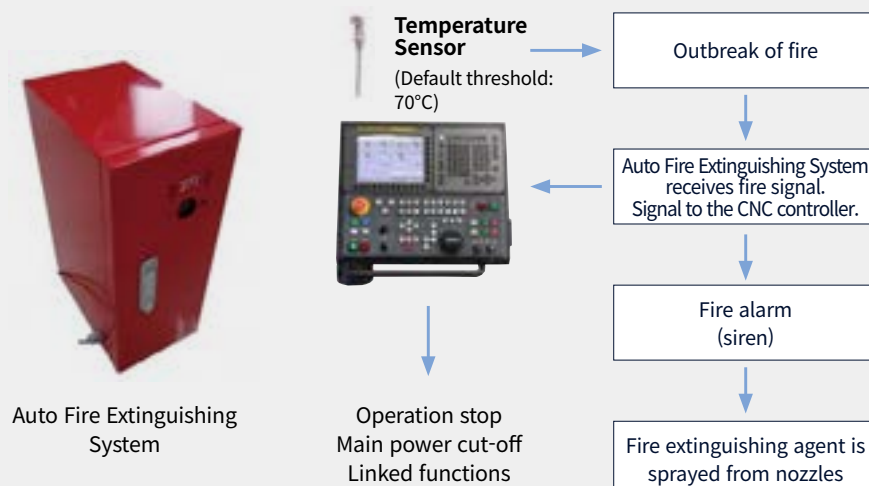 Temperature
Sensor
(Default threshold:
70°C)
Outbreak of fire
Auto Fire Extinguishing System
receives fire signal.
Signal to the CNC controller.
Fire alarm
(siren)
Auto Fire Extinguishing
System
Operation stop
Main power cut-off
Linked functions
Fire extinguishing agent is
sprayed from nozzles